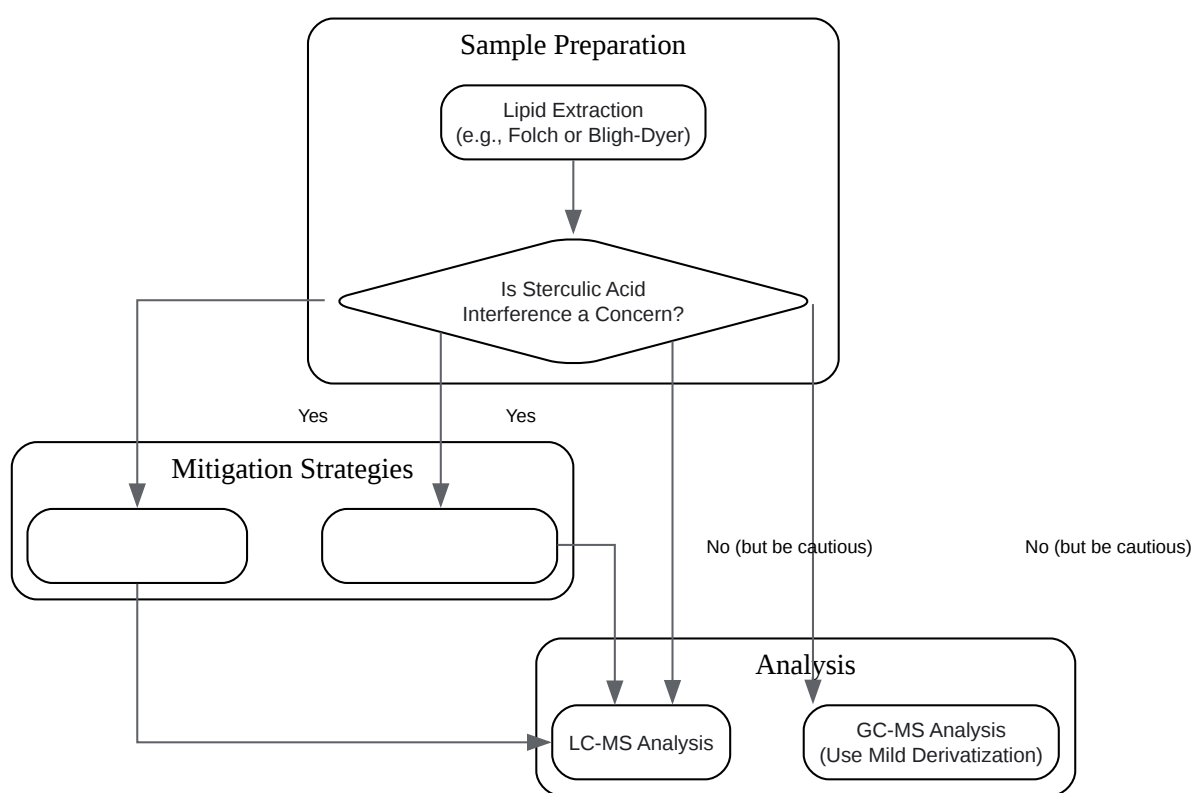 Sample Preparation
Lipid Extraction
(e.g., Folch or Bligh-Dyer)
Is Sterculic Acid
Interference a Concern?
Yes
Yes
Mitigation Strategies
No (but be cautious)
No (but be cautious)
Analysis
LC-MS Analysis
GC-MS Analysis
(Use Mild Derivatization)